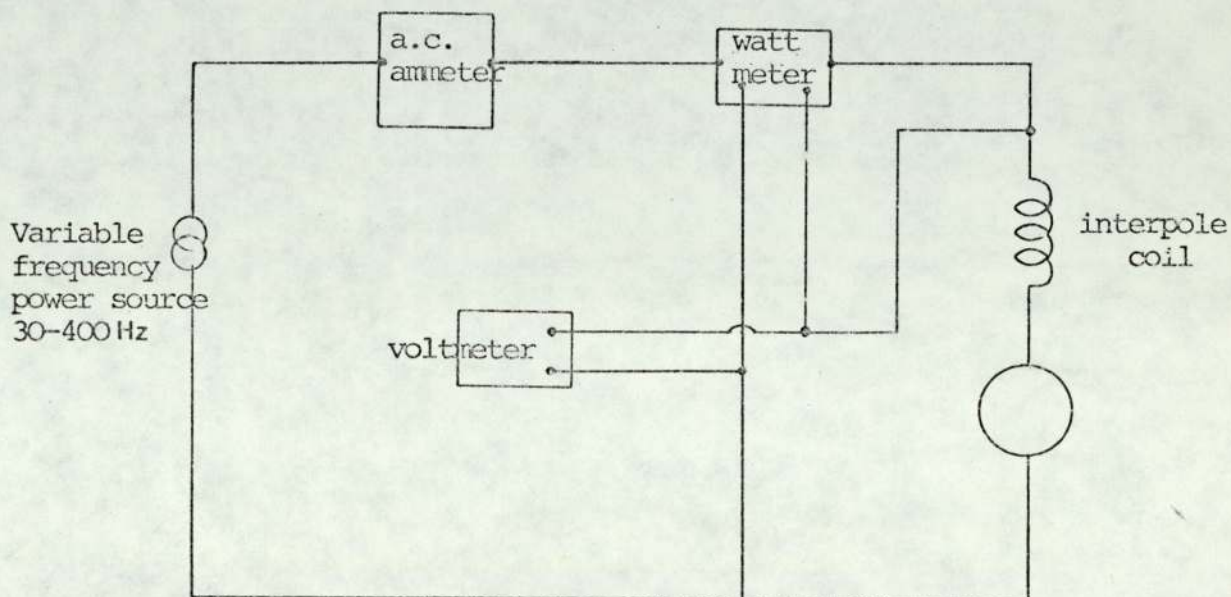 a.c.
ammeter
watt
meter
Variable
frequency
power source
30-400 Hz
voltmeter
interpole
coil